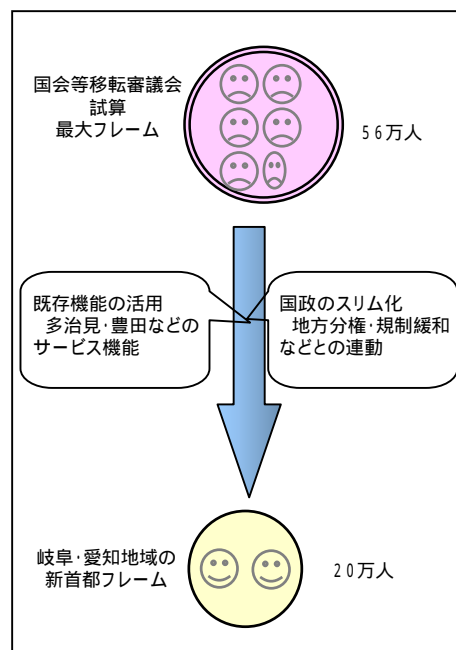 国会等移転審議会
試算
最大フレーム
56万人
既存機能の活用
多治見・豊田などの
サービス機能
国政のスリム化
地方分権・規制緩和
などとの連動
岐阜・愛知地域の
新首都フレーム
20万人